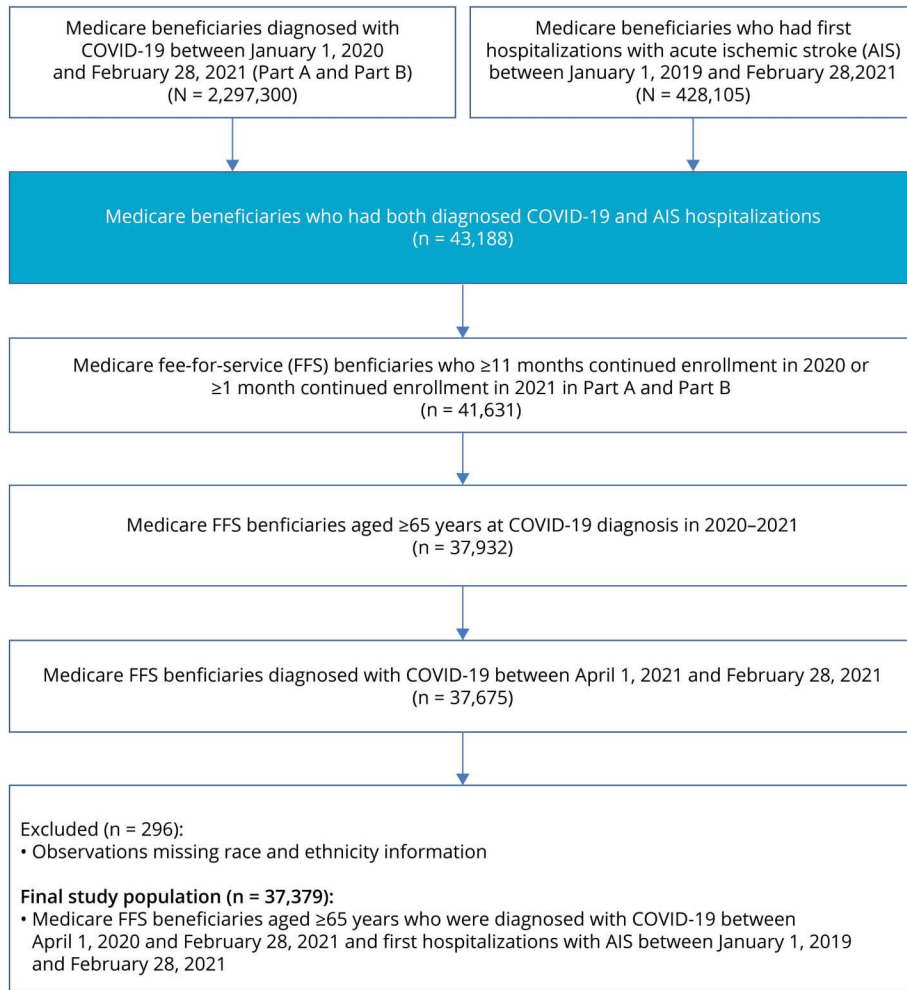 Medicare beneficiaries diagnosed with
COVID-19 between January 1, 2020
and February 28, 2021 (Part A and Part B)
(N = 2,297,300)
Medicare beneficiaries who had first
hospitalizations with acute ischemic stroke (AIS)
between January 1, 2019 and February 28,2021
(N = 428,105)
Medicare beneficiaries who had both diagnosed COVID-19 and AIS hospitalizations
(n = 43,188)
Medicare fee-for-service (FFS) benficiaries who ≥11 months continued enrollment in 2020 or
≥1 month continued enrollment in 2021 in Part A and Part B
(n = 41,631)
Medicare FFS benficiaries aged ≥65 years at COVID-19 diagnosis in 2020–2021
(n = 37,932)
Medicare FFS benficiaries diagnosed with COVID-19 between April 1, 2021 and February 28, 2021
(n = 37,675)
Excluded (n = 296):
• Observations missing race and ethnicity information
Final study population (n = 37,379):
• Medicare FFS beneficiaries aged ≥65 years who were diagnosed with COVID-19 between
April 1, 2020 and February 28, 2021 and first hospitalizations with AIS between January 1, 2019
and February 28, 2021